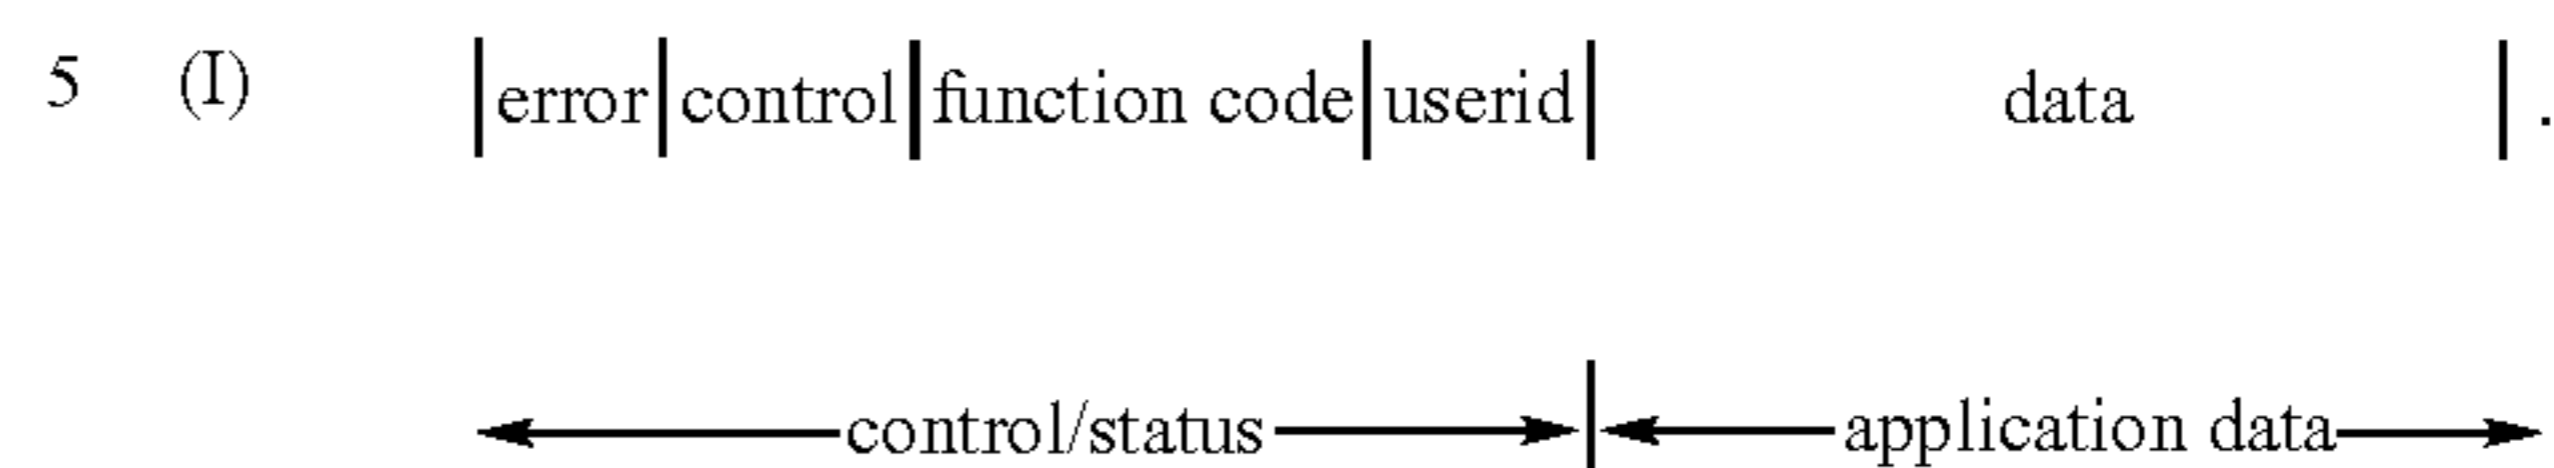 5 (I) |error|control|function code|userid| data | .
control/status | application data